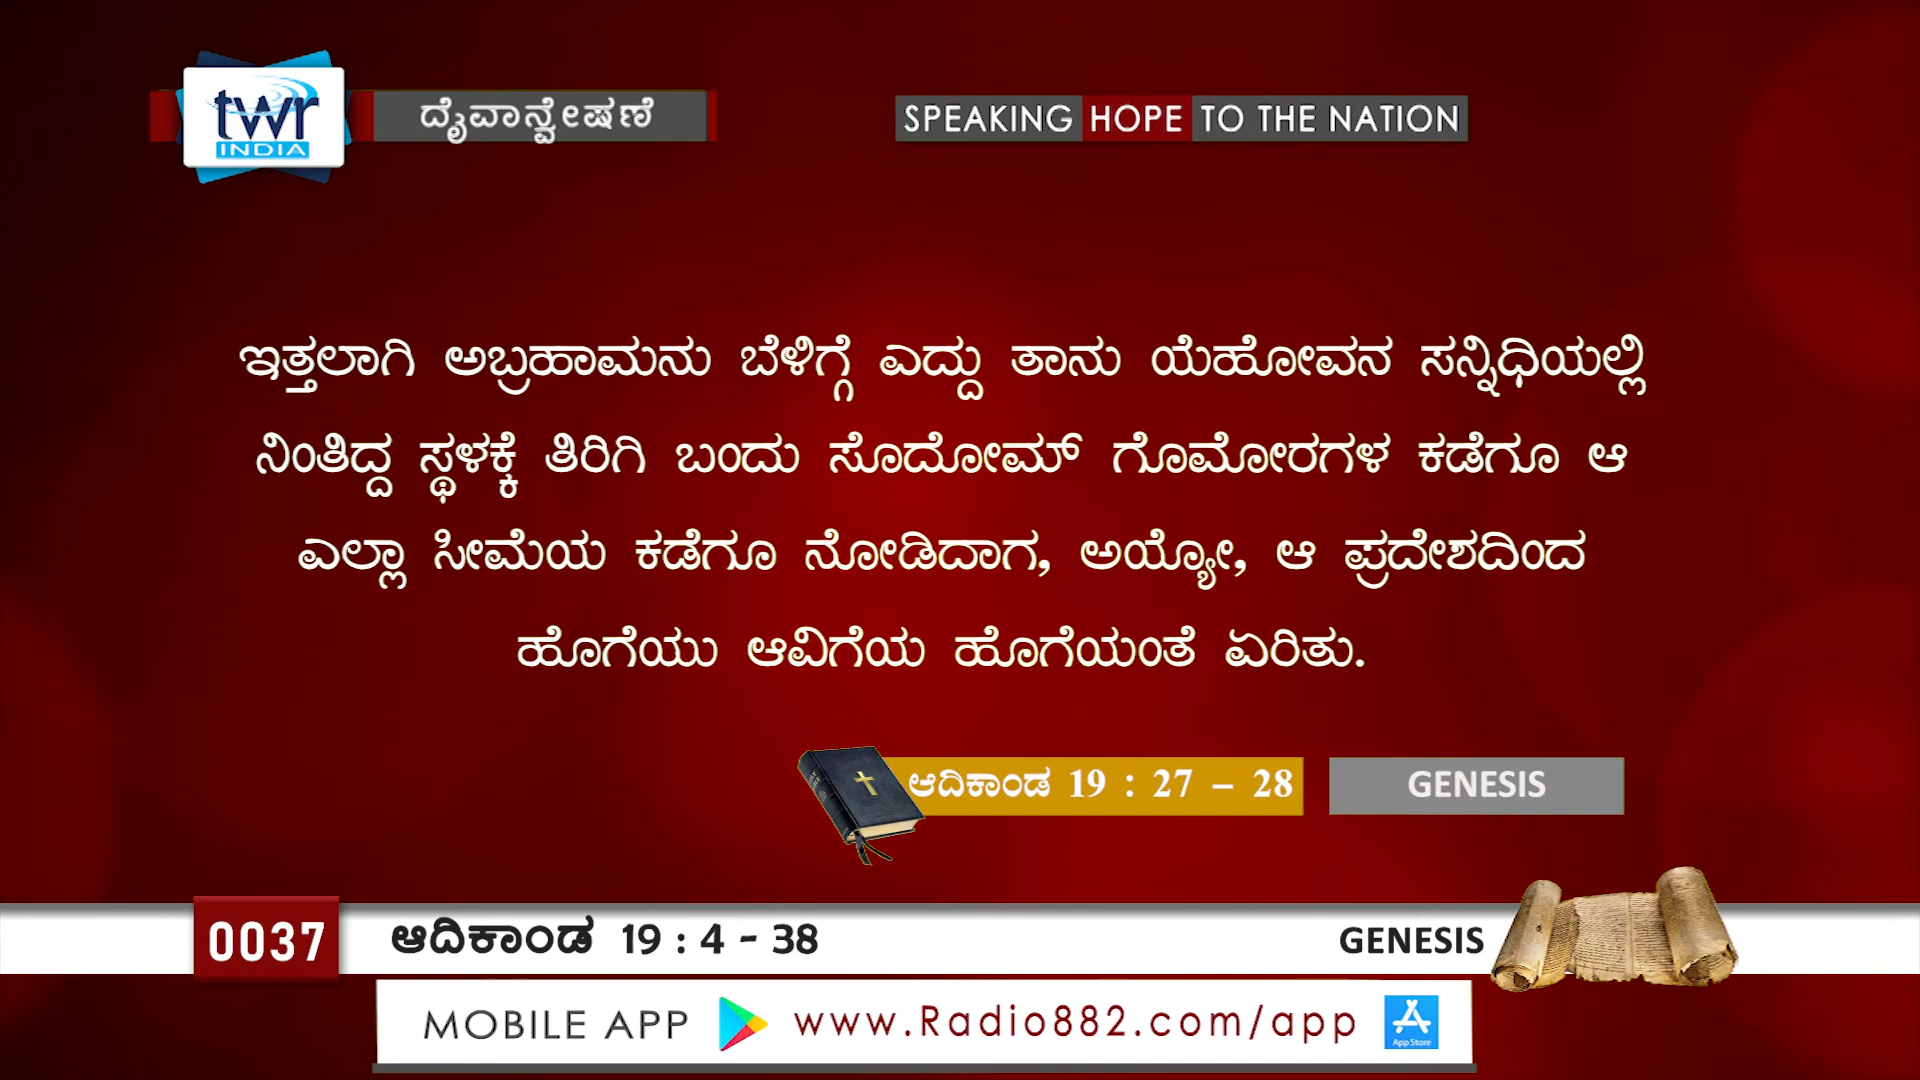 twr
INDIA
ದೈವಾನ್ವೇಷಣೆ
SPEAKING HOPE TO THE NATION
ಇತ್ತಲಾಗಿ ಅಬ್ರಹಾಮನು ಬೆಳಿಗ್ಗೆ ಎದ್ದು ತಾನು ಯೆಹೋವನ ಸನ್ನಿಧಿಯಲ್ಲಿ
ನಿಂತಿದ್ದ ಸ್ಥಳಕ್ಕೆ ತಿರಿಗಿ ಬಂದು ಸೊದೋಮ್ ಗೊಮೋರಗಳ ಕಡೆಗೂ ಆ
ಎಲ್ಲಾ ಸೀಮೆಯ ಕಡೆಗೂ ನೋಡಿದಾಗ, ಅಯ್ಯೋ, ಆ ಪ್ರದೇಶದಿಂದ
ಹೊಗೆಯು ಆವಿಗೆಯ ಹೊಗೆಯಂತೆ ಏರಿತು.
ಆದಿಕಾಂಡ 19 : 27 – 28
GENESIS
0037
ಆದಿಕಾಂಡ 19 : 4 - 38
GENESIS
MOBILE APP
www.Radio882.com/app
App Store